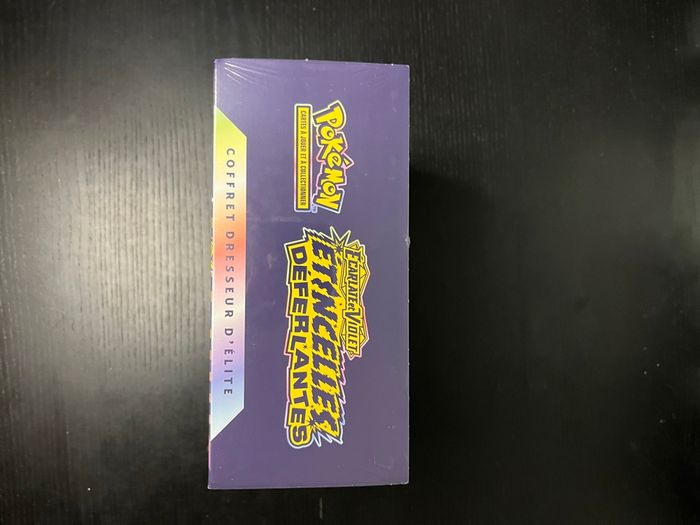 POKÉMON
CARTES À JOUER ET À COLLECTIONNER
ÉCARLATE ET VIOLET
ÉTINCELLES
DÉFERLANTES
COFFRET DRESSEUR D'ÉLITE